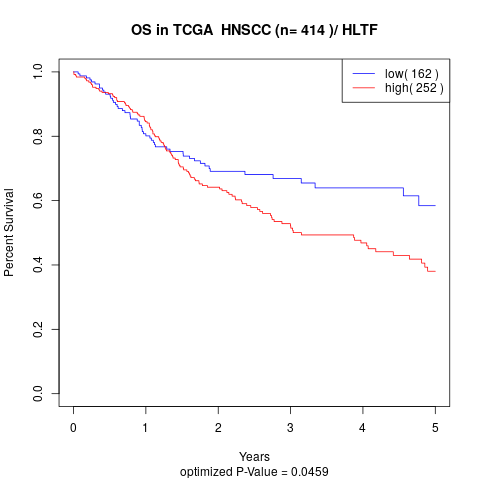 OS in TCGA  HNSCC (n= 414 )/ HLTF
low( 162 )
high( 252 )
Percent Survival
1.0
0.8
0.6
0.4
0.2
0.0
0 1 2 3 4 5
Years
optimized P-Value = 0.0459